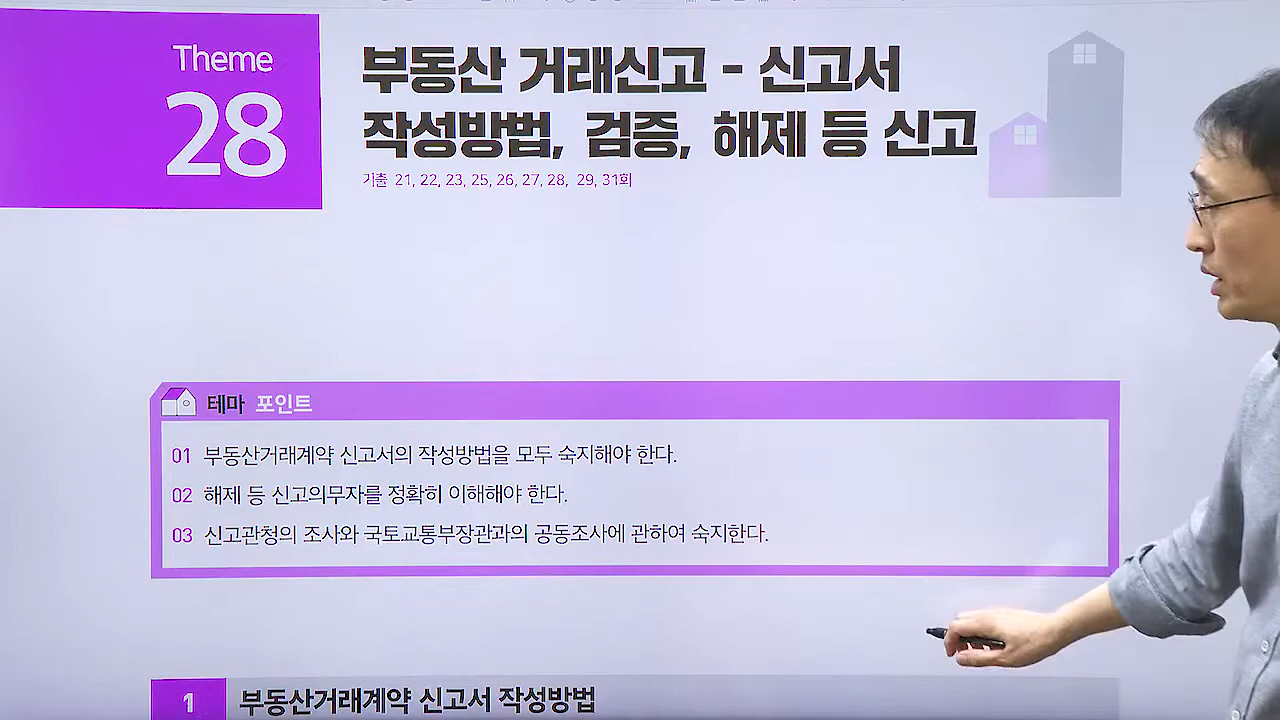 Theme
28
부동산 거래신고 - 신고서
작성방법, 검증, 해제 등 신고
기출 21, 22, 23, 25, 26, 27, 28, 29, 31회
테마 포인트
01 부동산거래계약 신고서의 작성방법을 모두 숙지해야 한다.
02 해제 등 신고의무자를 정확히 이해해야 한다.
03 신고관청의 조사와 국토교통부장관과의 공동조사에 관하여 숙지한다.
1 부동산거래계약 신고서 작성방법